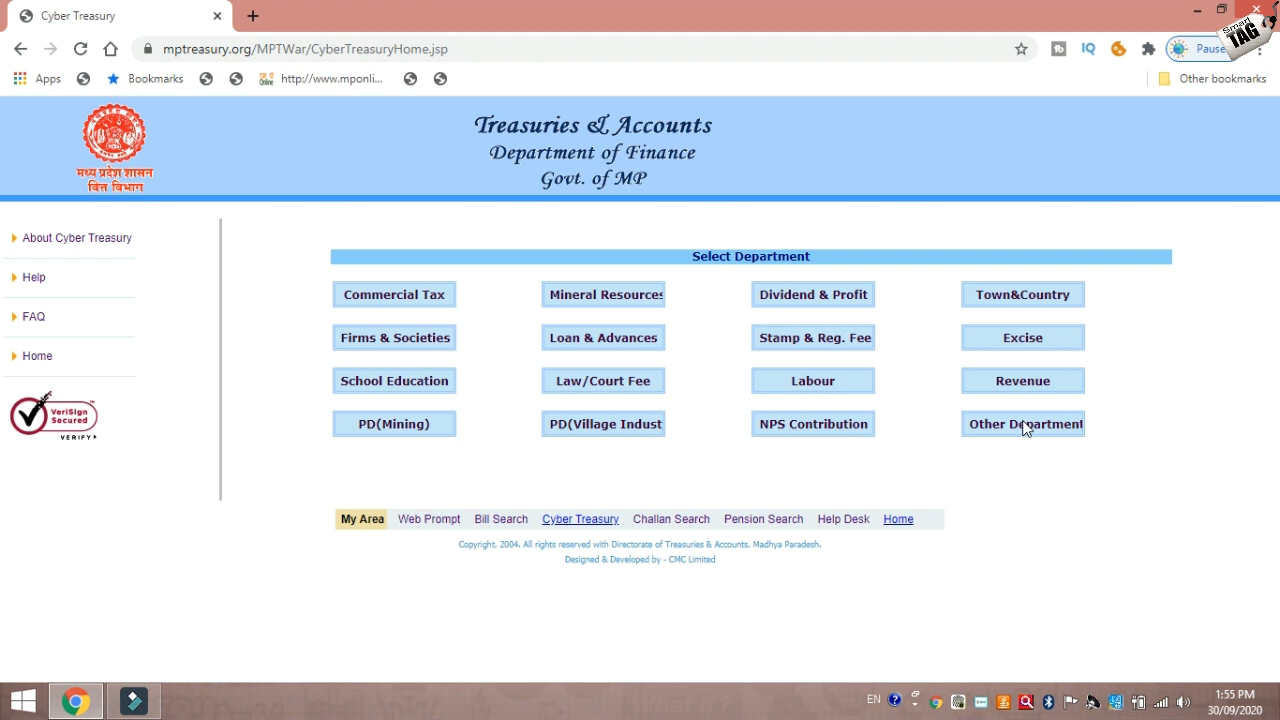 Cyber Treasury
mptreasury.org/MPTWar/CyberTreasuryHome.jsp
Pause
Smart
TAG
Apps
Bookmarks
Online
http://www.mponli...
Other bookmarks
मध्य प्रदेश शासन
वित्त विभाग
Treasuries & Accounts
Department of Finance
Govt. of MP
About Cyber Treasury
Help
FAQ
Home
VeriSign
Secured
VERIFY
Select Department
Commercial Tax
Mineral Resources
Dividend & Profit
Town&Country
Firms & Societies
Loan & Advances
Stamp & Reg. Fee
Excise
School Education
Law/Court Fee
Labour
Revenue
PD(Mining)
PD(Village Indust
NPS Contribution
Other Department
My Area Web Prompt Bill Search Cyber Treasury Challan Search Pension Search Help Desk Home
Copyright, 2004. All rights reserved with Directorate of Treasuries & Accounts, Madhya Paradesh.
Designed & Developed by - CMC Limited
EN
1:55 PM
30/09/2020